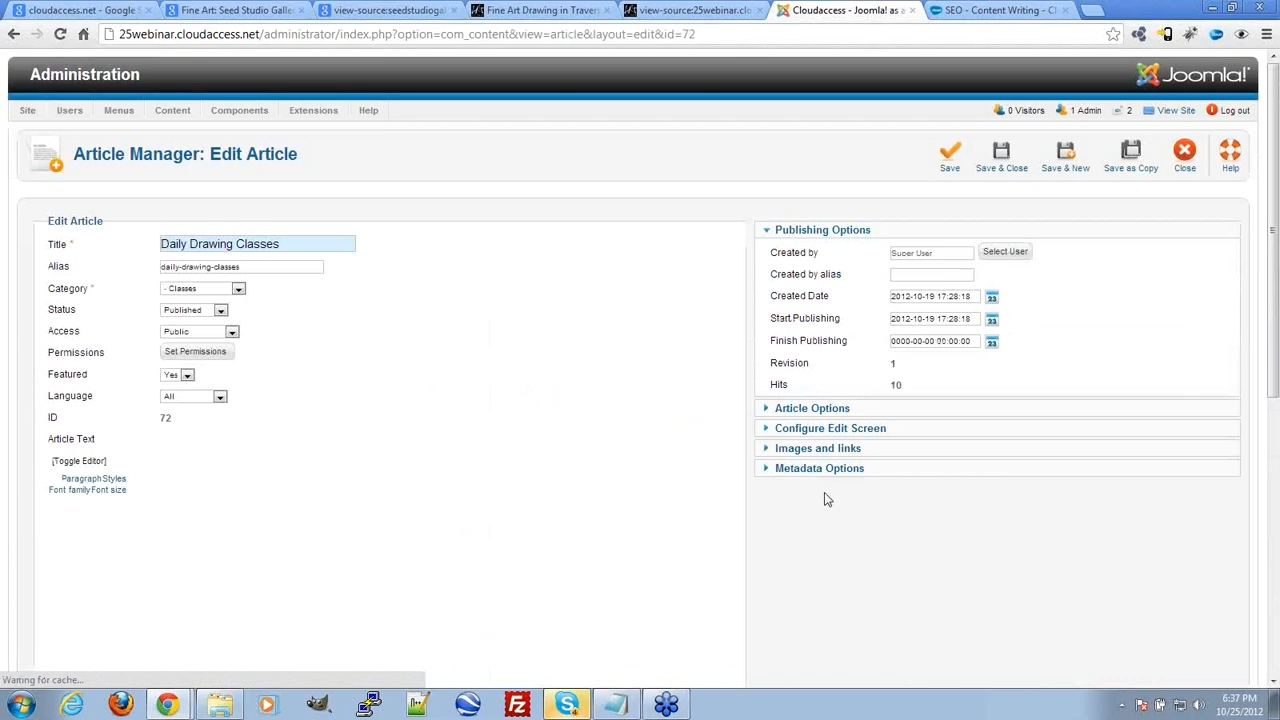 cloudaccess.net - Google S
Fine Art: Seed Studio Galle
view-source:seedstudiogal
Fine Art Drawing in Travers
view-source:25webinar.clo
Cloudaccess - Joomla! as a
SEO - Content Writing - Cl
25webinar.cloudaccess.net/administrator/index.php?option=com_content&view=article&layout=edit&id=72
Administration
Joomla!
Site Users Menus Content Components Extensions Help
0 Visitors 1 Admin 2 View Site Log out
Article Manager: Edit Article
Save Save & Close Save & New Save as Copy Close Help
Edit Article
Title * Daily Drawing Classes
Alias daily-drawing-classes
Category * - Classes
Status Published
Access Public
Permissions Set Permissions
Featured Yes
Language All
ID 72
Article Text
[Toggle Editor]
ParagraphStyles
Font familyFont size
Publishing Options
Created by Super User Select User
Created by alias
Created Date 2012-10-19 17:28:18 23
Start Publishing 2012-10-19 17:28:18 23
Finish Publishing 0000-00-00 00:00:00 23
Revision 1
Hits 10
Article Options
Configure Edit Screen
Images and links
Metadata Options
Waiting for cache...
6:37 PM
10/25/2012